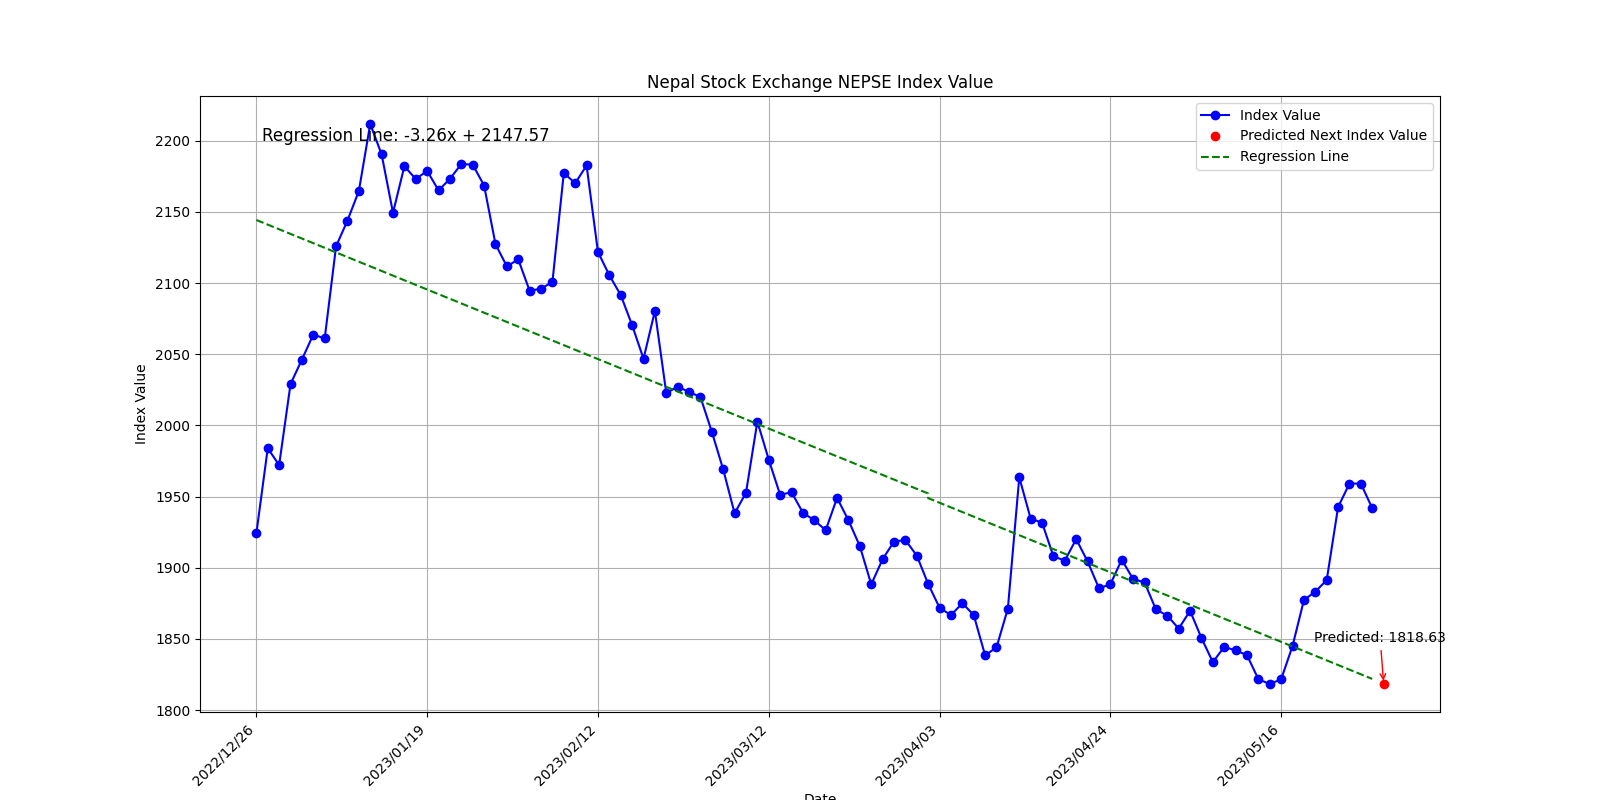 Nepal Stock Exchange NEPSE Index Value
Regression Line: -3.26x + 2147.57
Index Value
Predicted Next Index Value
Regression Line
2200
2150
2100
2050
2000
1950
1900
1850
1800
Index Value
Predicted: 1818.63
2022/12/26
2023/01/19
2023/02/12
2023/03/12
2023/04/03
2023/04/24
2023/05/16
Date